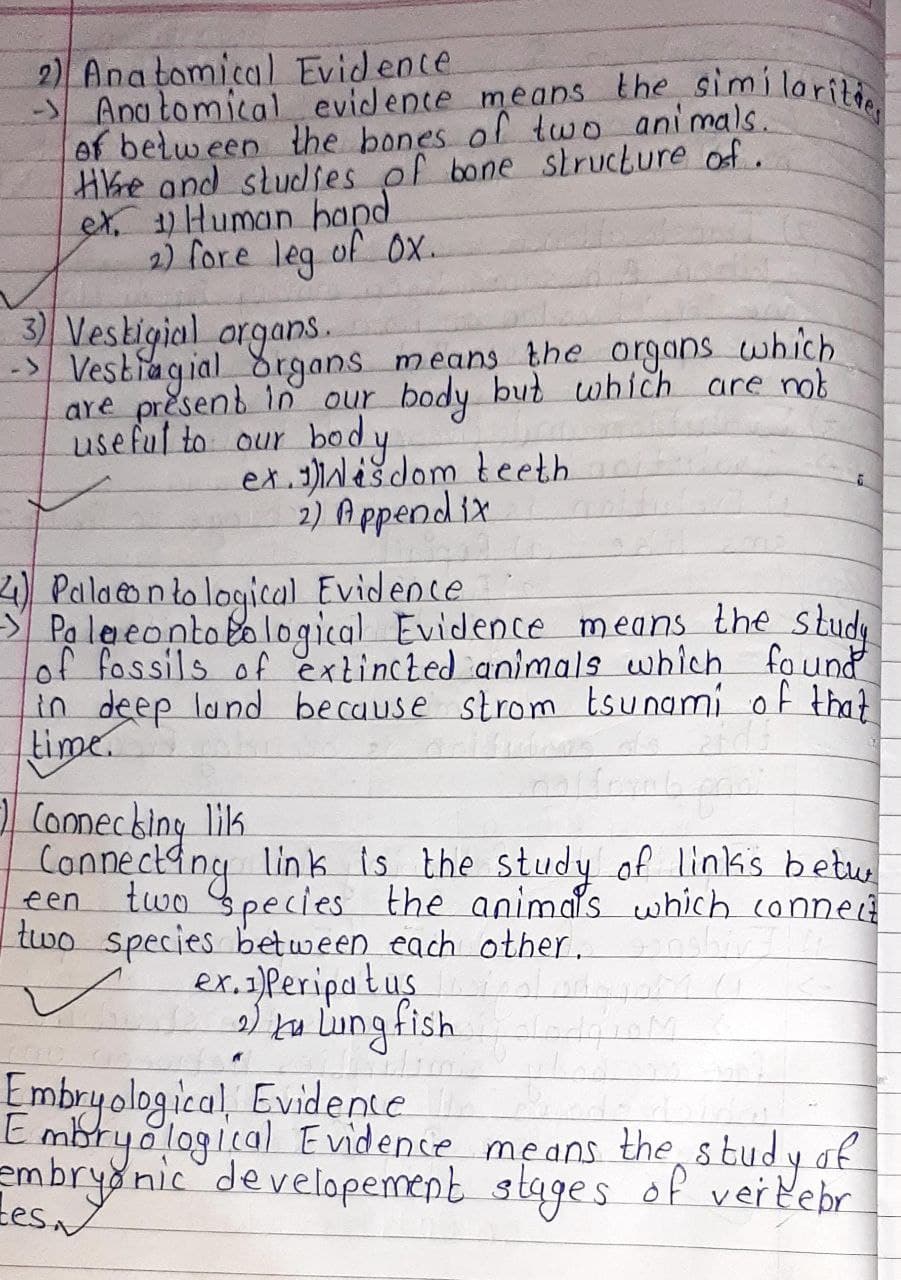 2) Anatomical Evidence
-> Anatomical evidence means the similarities
of between the bones of two animals.
and studies of bone structure of.
ex. 1) Human hand
2) fore leg of ox.
3) Vestigial organs.
-> Vestiagial organs means the organs which
are present in our body but which are not
useful to our body
ex. 1) Wisdom teeth
2) Appendix
4) Palaeontological Evidence
-> Evidence means the study
of fossils of extincted animals which found
in deep land because strom tsunami of that
time.
) Connecting lik
Connecting link is the study of links betw
een two species the animals which connect
two species between each other.
ex. 1) Peripatus
2) Lungfish
Embryological Evidence
Embryological Evidence means the study of
embryonic developement stages of vertebr
tes.